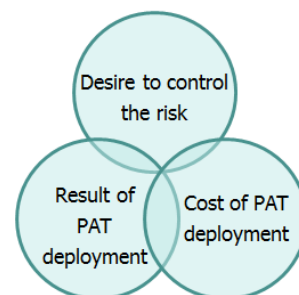 Desire to control
the risk
Result of
PAT
deployment
Cost of PAT
deployment